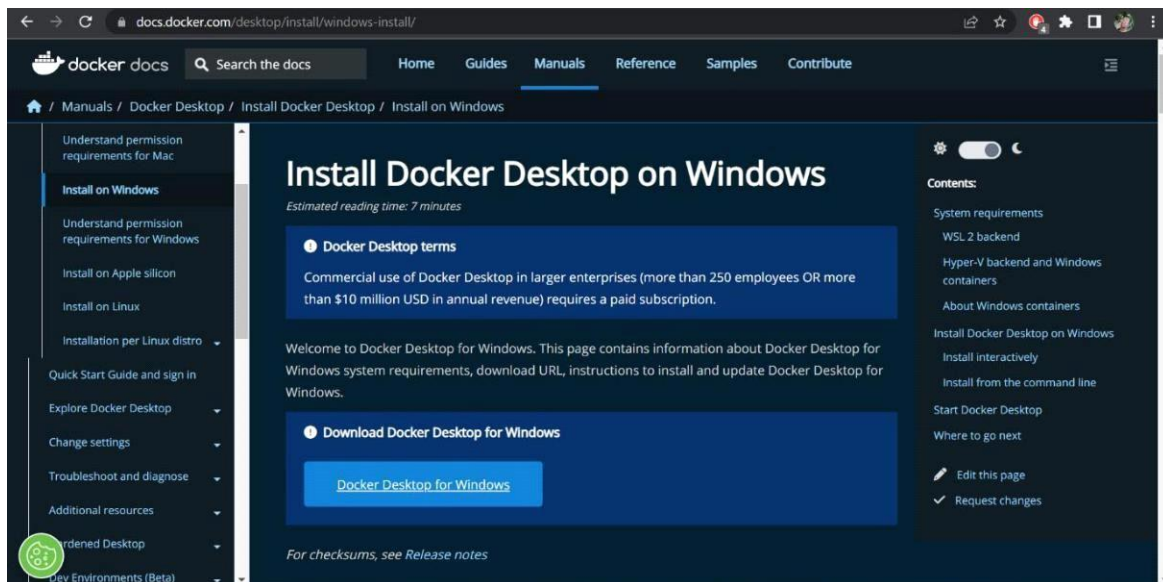 docs.docker.com/desktop/install/windows-install/
4
docker docs
Search the docs
Home
Guides
Manuals
Reference
Samples
Contribute
/ Manuals / Docker Desktop / Install Docker Desktop / Install on Windows
Understand permission
requirements for Mac
Install on Windows
Understand permission
requirements for Windows
Install on Apple silicon
Install on Linux
Installation per Linux distro
Quick Start Guide and sign in
Explore Docker Desktop
Change settings
Troubleshoot and diagnose
Additional resources
rdened Desktop
Dev Environments (Beta)
Install Docker Desktop on Windows
Estimated reading time: 7 minutes
Docker Desktop terms
Commercial use of Docker Desktop in larger enterprises (more than 250 employees OR more
than $10 million USD in annual revenue) requires a paid subscription.
Welcome to Docker Desktop for Windows. This page contains information about Docker Desktop for
Windows system requirements, download URL, instructions to install and update Docker Desktop for
Windows.
Download Docker Desktop for Windows
Docker Desktop for Windows
For checksums, see Release notes
Contents:
System requirements
WSL 2 backend
Hyper-V backend and Windows
containers
About Windows containers
Install Docker Desktop on Windows
Install interactively
Install from the command line
Start Docker Desktop
Where to go next
Edit this page
Request changes